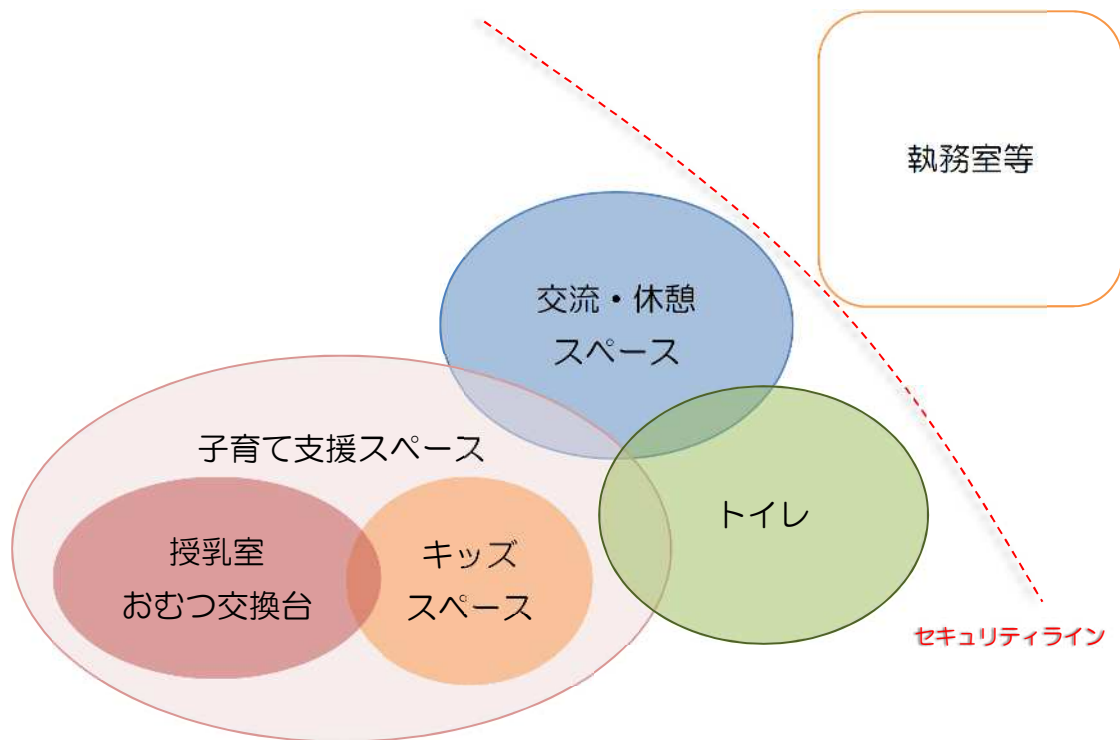 執務室等
交流・休憩
スペース
子育て支援スペース
トイレ
授乳室
おむつ交換台
キッズ
スペース
セキュリティライン